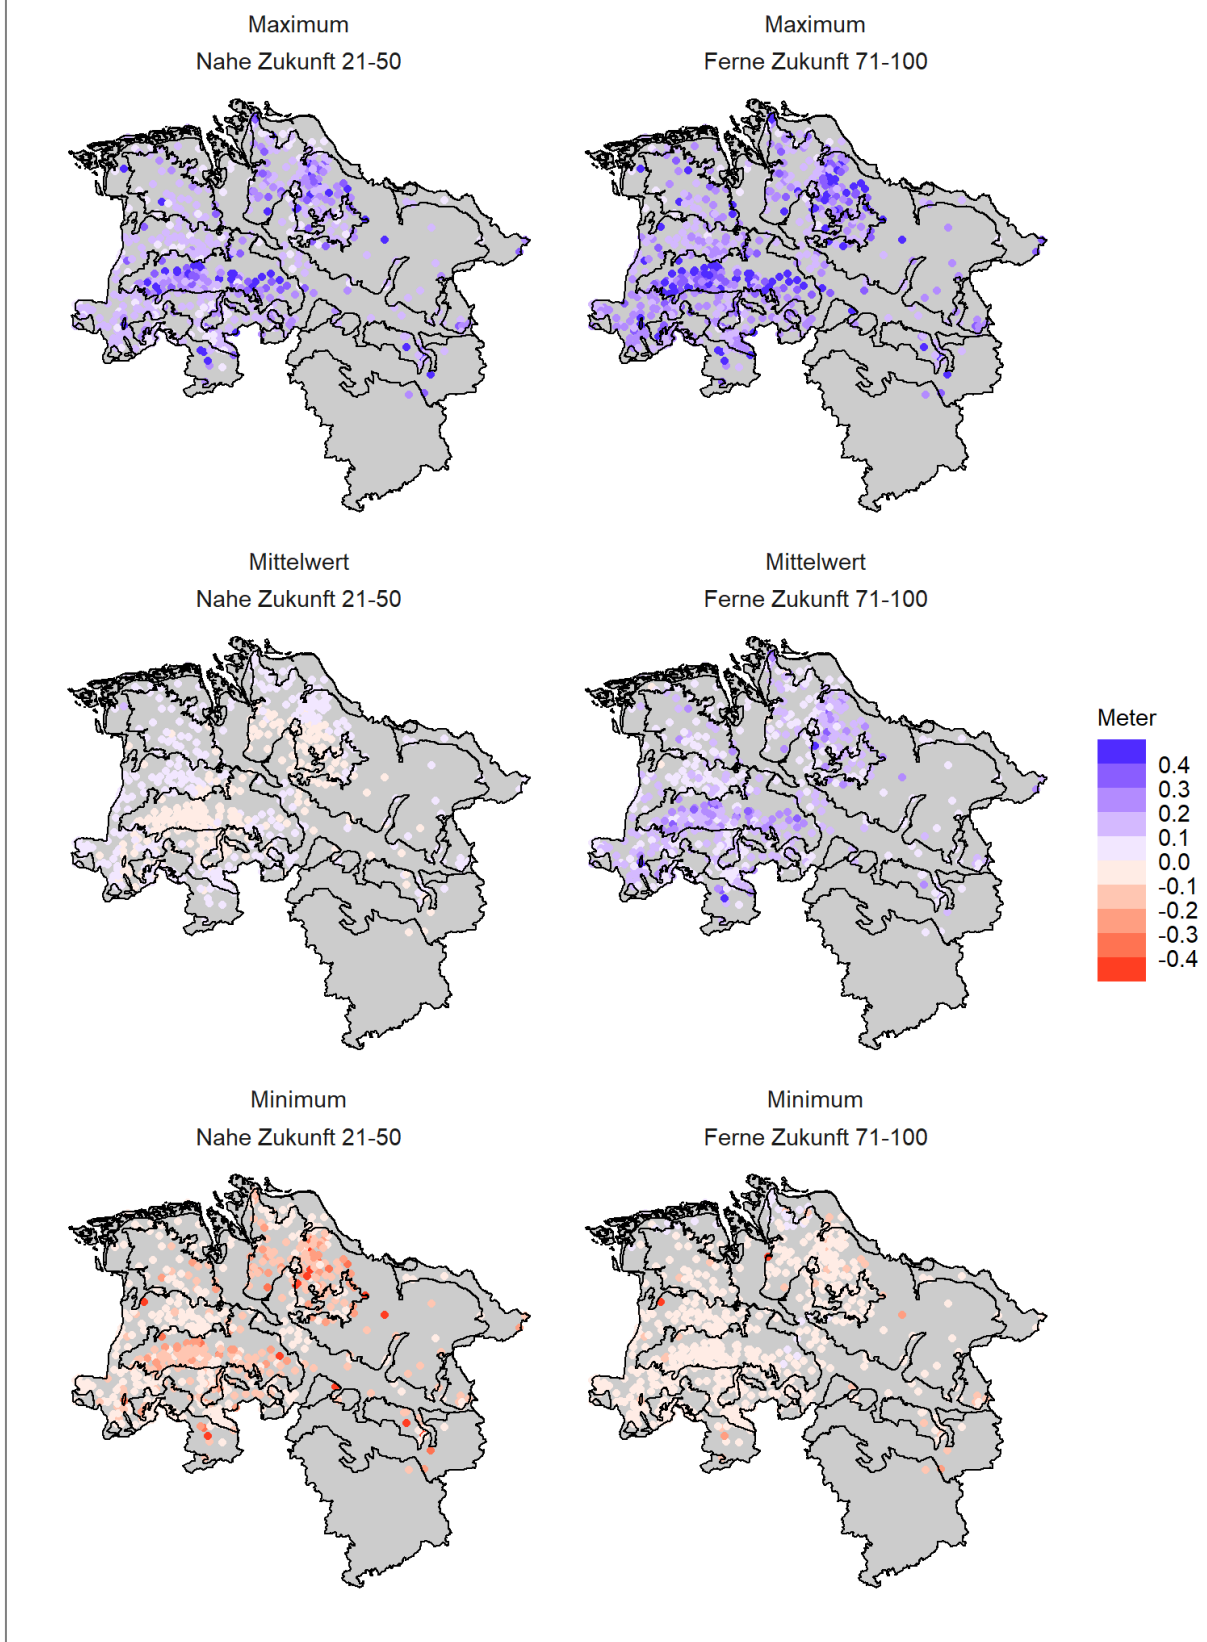 Maximum
Nahe Zukunft 21-50
Maximum
Ferne Zukunft 71-100
Mittelwert
Nahe Zukunft 21-50
Mittelwert
Ferne Zukunft 71-100
Meter
0.4
0.3
0.2
0.1
0.0
-0.1
-0.2
-0.3
-0.4
Minimum
Nahe Zukunft 21-50
Minimum
Ferne Zukunft 71-100